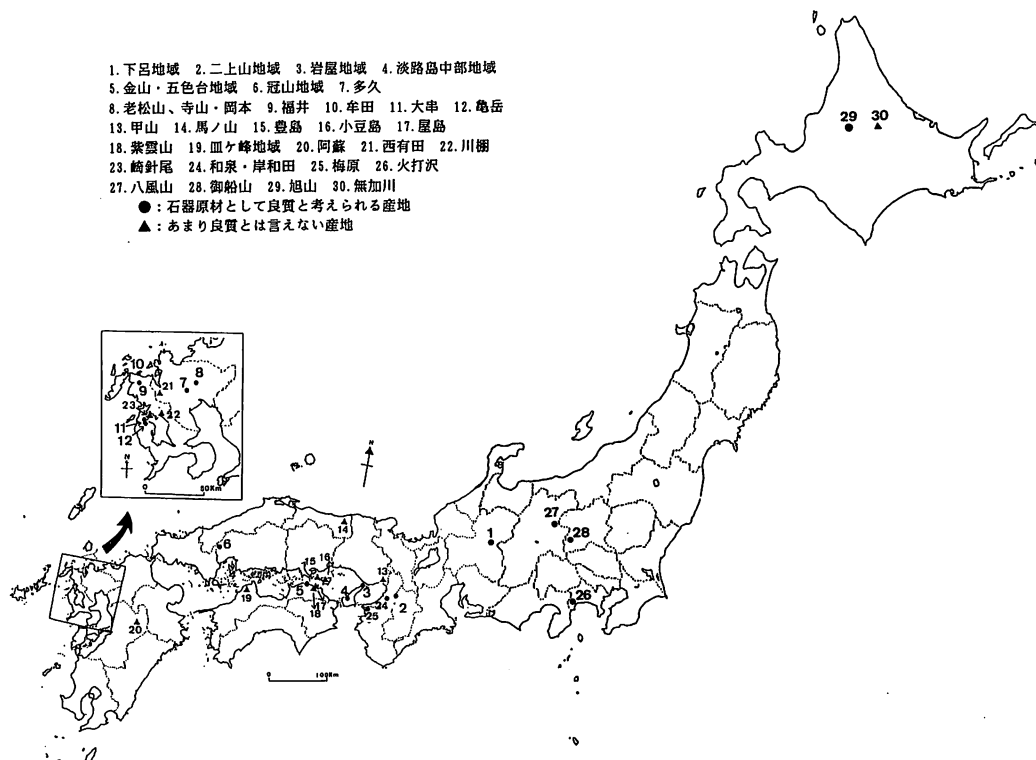 1.下呂地域 2.二上山地域 3.岩屋地域 4.淡路島中部地域
5.金山・五色台地域 6.冠山地域 7.多久
8.老松山、寺山・岡本 9.福井 10.牟田 11.大串 12.亀岳
13.甲山 14.馬ノ山 15.豊島 16.小豆島 17.屋島
18.紫雲山 19.皿ケ峰地域 20.阿蘇 21.西有田 22.川棚
23.崎針尾 24.和泉・岸和田 25.梅原 26.火打沢
27.八風山 28.御船山 29.旭山 30.無加川
●:石器原材として良質と考えられる産地
▲:あまり良質とは言えない産地
29 30
10
8
7
9
21
23
22
11
12
N
0 50Km
N
27
28
1
14
6
15 16
13
5
4
3
2
24
19
17
18
25
26
20
0 100Km